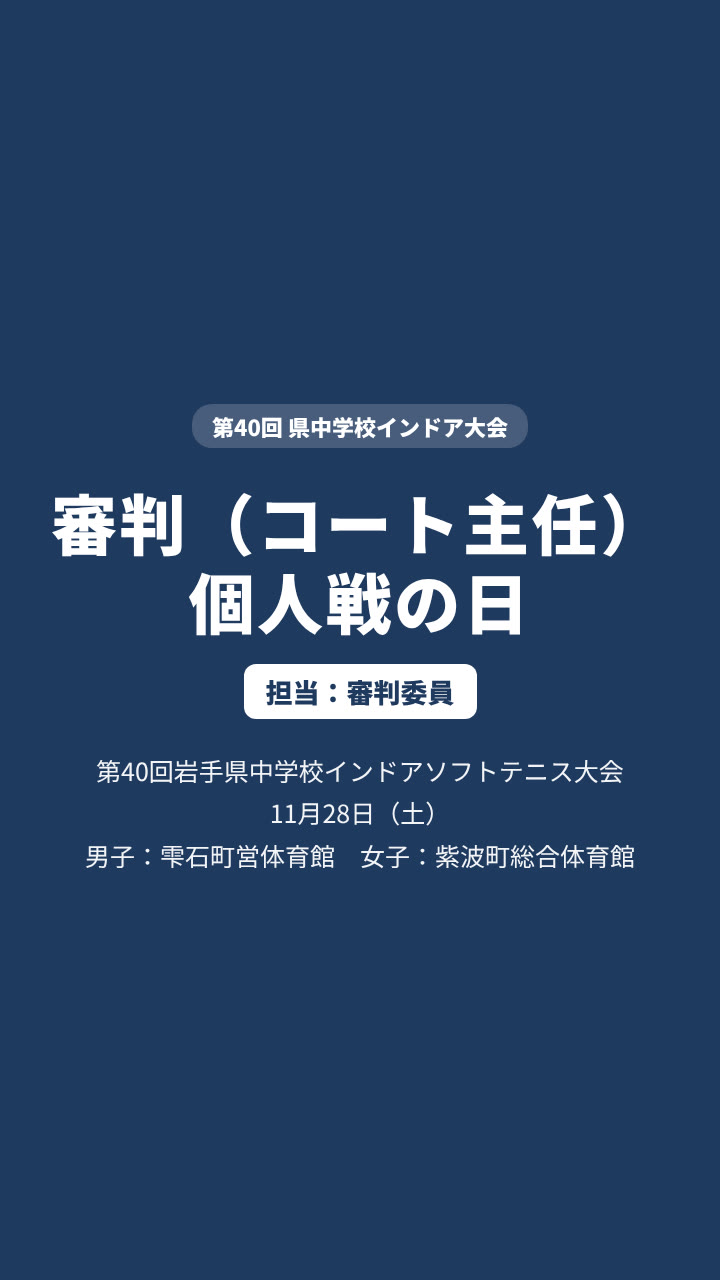 第40回 県中学校インドア大会
審判（コート主任）
個人戦の日
担当：審判委員
第40回岩手県中学校インドアソフトテニス大会
11月28日（土）
男子：雫石町営体育館　女子：紫波町総合体育館